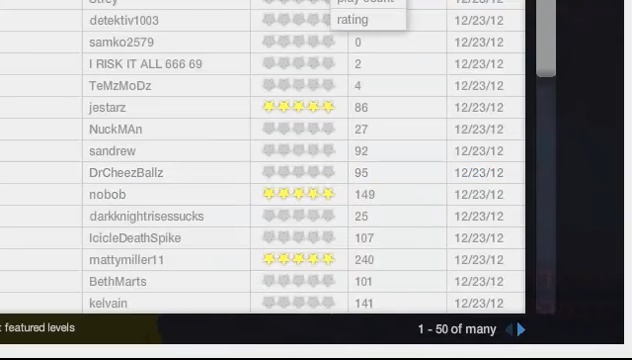 play count
rating
detektiv1003 12/23/12
samko2579 0 12/23/12
I RISK IT ALL 666 69 2 12/23/12
TeMzMoDz 4 12/23/12
jestarz 86 12/23/12
NuckMAn 27 12/23/12
sandrew 92 12/23/12
DrCheezBallz 95 12/23/12
nobob 149 12/23/12
darkknightrisessucks 25 12/23/12
IcicleDeathSpike 107 12/23/12
mattymiller11 240 12/23/12
BethMarts 101 12/23/12
kelvain 141 12/23/12
featured levels 1 - 50 of many